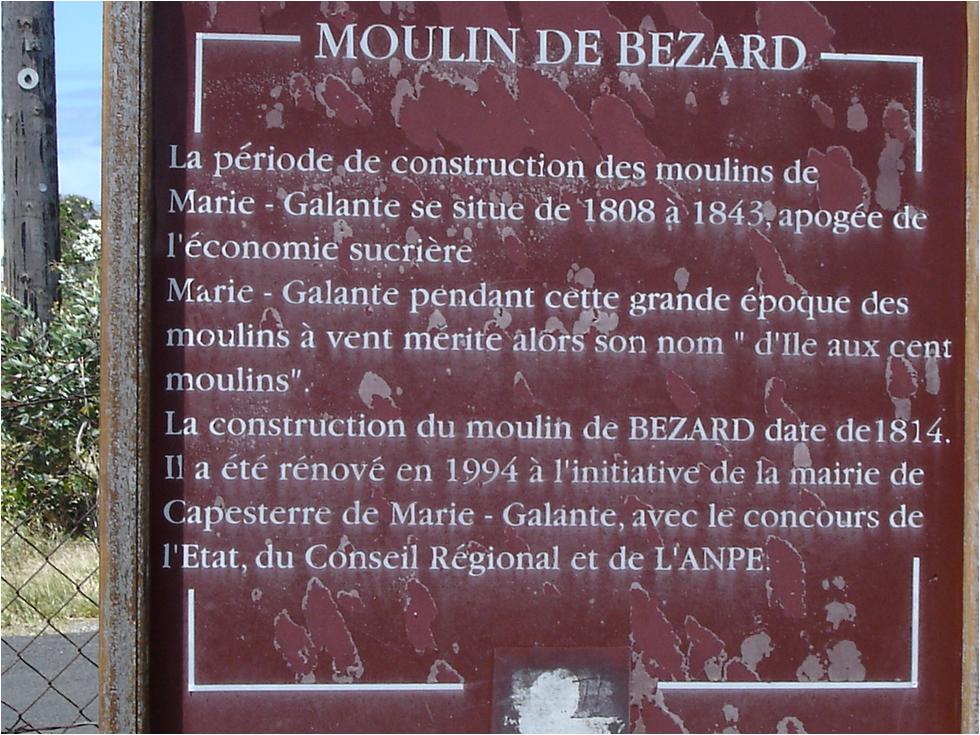 MOULIN DE BEZARD
La période de construction des moulins de
Marie - Galante se situe de 1808 à 1843, apogée de
l'économie sucrière
Marie - Galante pendant cette grande époque des
moulins à vent mérite alors son nom " d'Ile aux cent
moulins".
La construction du moulin de BEZARD date de1814.
Il a été rénové en 1994 à l'initiative de la mairie de
Capesterre de Marie - Galante, avec le concours de
l'Etat, du Conseil Régional et de L'ANPE.